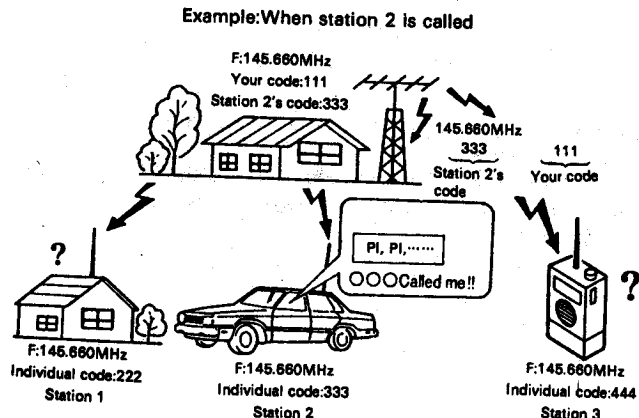 Example:When station 2 is called
F:145.660MHz
Your code:111
Station 2's code:333
145.660MHz
333
Station 2's
code
111
Your code
?
PI, PI,······
○○○Called me!!
?
F:145.660MHz
Individual code:222
Station 1
F:145.660MHz
Individual code:333
Station 2
F:145.660MHz
Individual code:444
Station 3